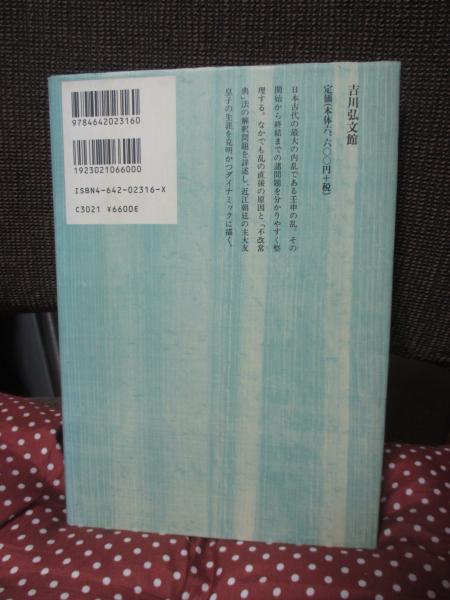 吉川弘文館
定価(本体六、六〇〇円+税)
日本古代の最大の内乱である壬申の乱。その
開始から終結までの諸問題を分かりやすく整
理する。なかでも乱の直接の原因と「不改常
典」法の解釈問題を詳述し、近江朝廷の主大友
皇子の生涯を克明かつダイナミックに描く。
9784642023160
1923021066000
ISBN4-642-02316-X
C3021 ¥6600E